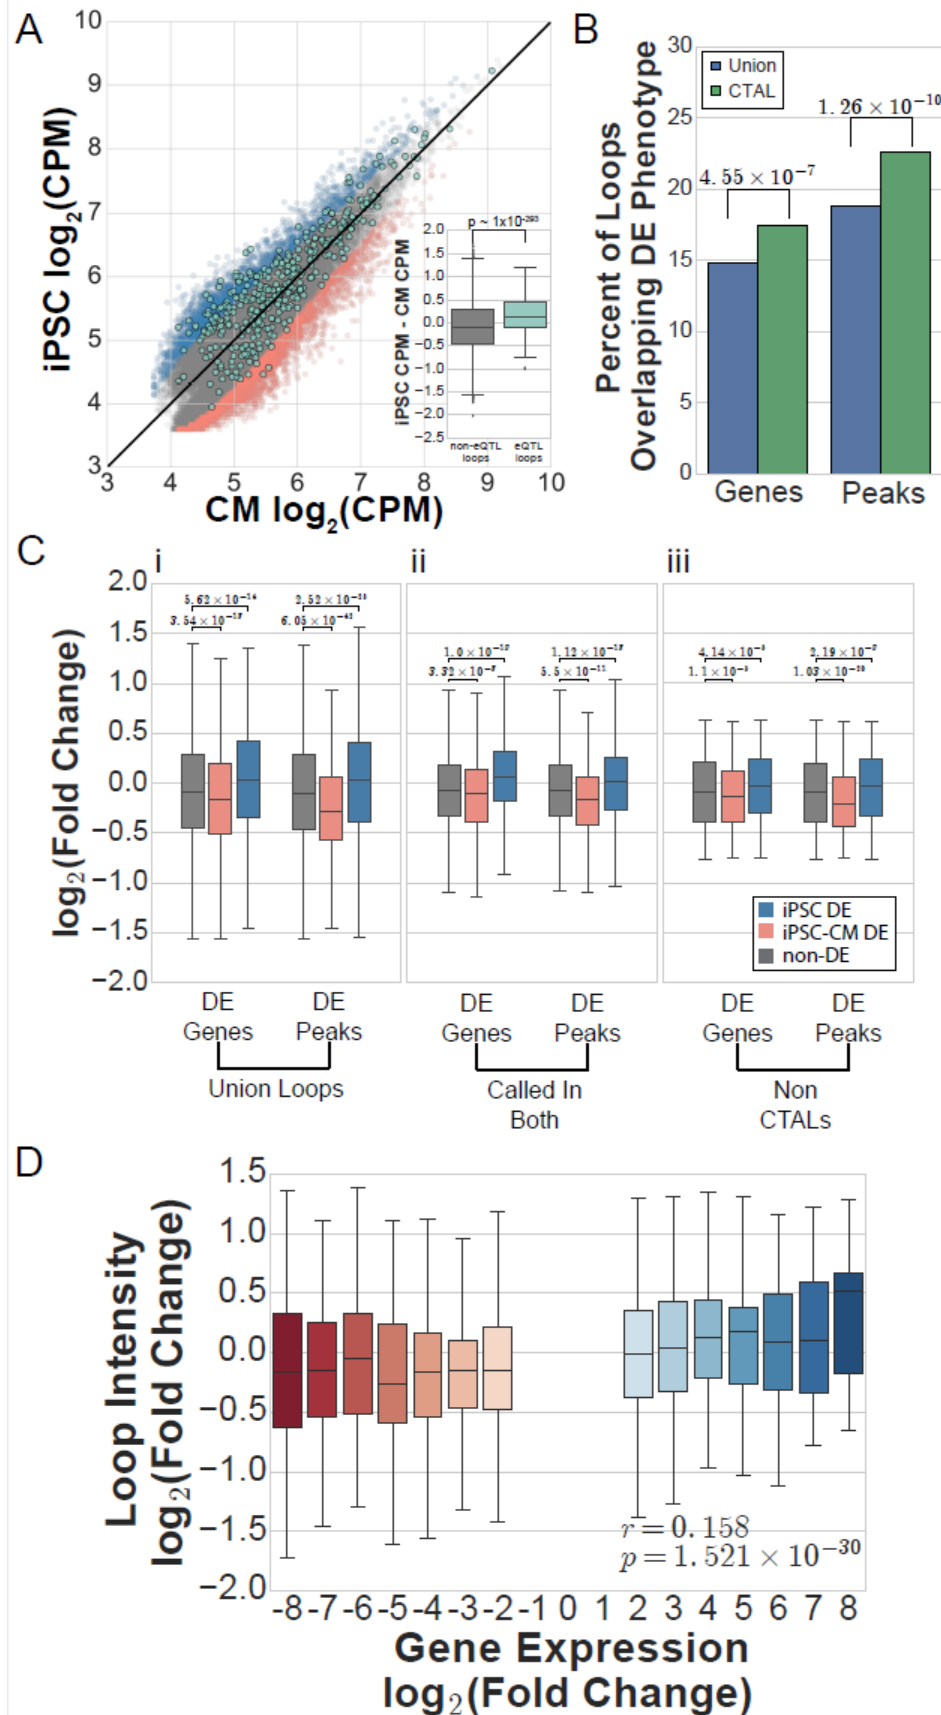 A
10
9
8
7
6
5
4
3
iPSC log2(CPM)
3 4 5 6 7 8 9 10
CM log2(CPM)
p ~ 1x10-293
2.0
1.5
1.0
0.5
0.0
−0.5
−1.0
−1.5
−2.0
−2.5
iPSC CPM - CM CPM
non-eQTL loops
eQTL loops
B
30
25
20
15
10
5
0
Percent of Loops
Overlapping DE Phenotype
Union
CTAL
4.55 × 10−7
1.26 × 10−10
Genes Peaks
C
i ii iii
2.0
1.5
1.0
0.5
0.0
−0.5
−1.0
−1.5
−2.0
log2(Fold Change)
iPSC DE
iPSC-CM DE
non-DE
DE Genes
DE Peaks
DE Genes
DE Peaks
DE Genes
DE Peaks
Union Loops
Called In
Both
Non
CTALs
D
1.5
1.0
0.5
0.0
−0.5
−1.0
−1.5
−2.0
Loop Intensity
log2(Fold Change)
r = 0.158
p = 1.521 × 10−30
-8 -7 -6 -5 -4 -3 -2 -1 0 1 2 3 4 5 6 7 8
Gene Expression
log2(Fold Change)